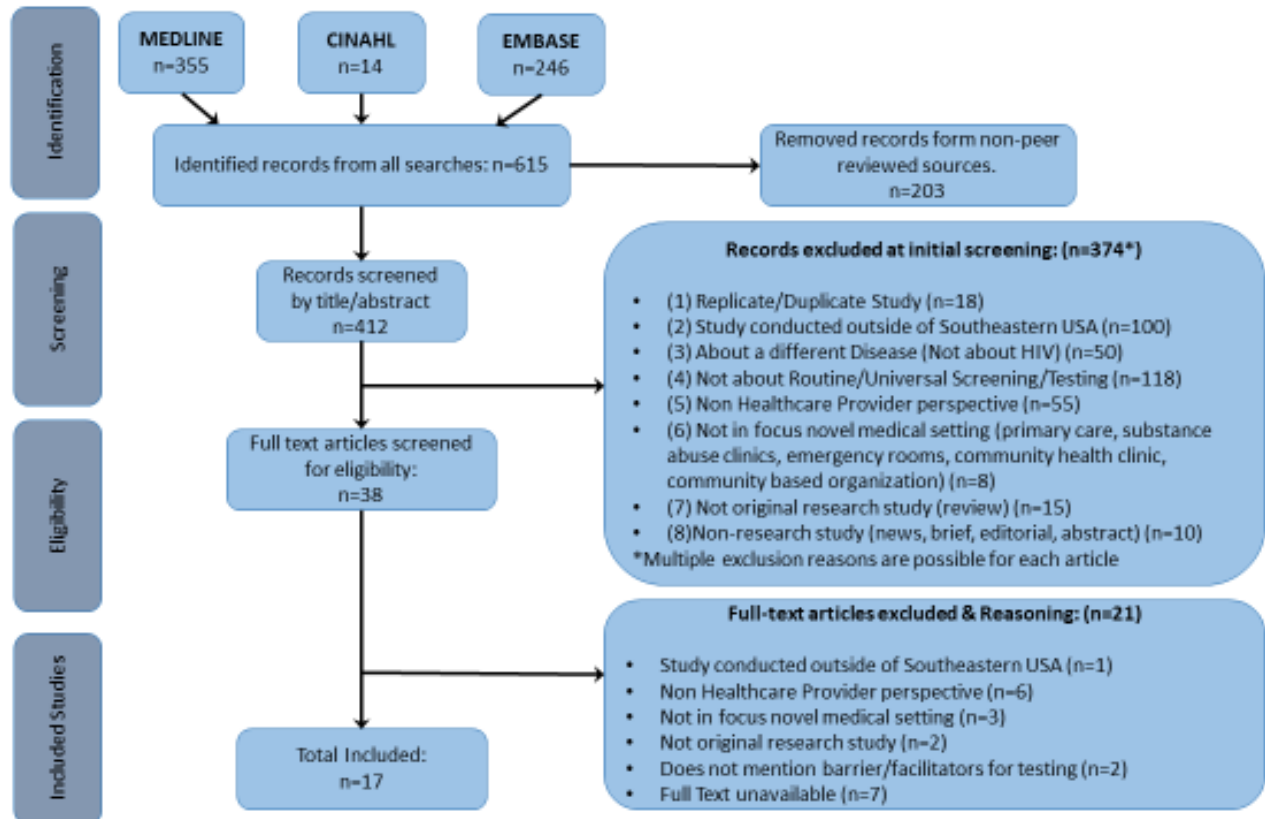 Identification
MEDLINE
n=355
CINAHL
n=14
EMBASE
n=246
Identified records from all searches: n=615
Removed records form non-peer
reviewed sources.
n=203
Screening
Records screened
by title/abstract
n=412
Records excluded at initial screening: (n=374*)
• (1) Replicate/Duplicate Study (n=18)
• (2) Study conducted outside of Southeastern USA (n=100)
• (3) About a different Disease (Not about HIV) (n=50)
• (4) Not about Routine/Universal Screening/Testing (n=118)
• (5) Non Healthcare Provider perspective (n=55)
• (6) Not in focus novel medical setting (primary care, substance
abuse clinics, emergency rooms, community health clinic,
community based organization) (n=8)
• (7) Not original research study (review) (n=15)
• (8)Non-research study (news, brief, editorial, abstract) (n=10)
*Multiple exclusion reasons are possible for each article
Eligibility
Full text articles screened
for eligibility:
n=38
Full-text articles excluded & Reasoning: (n=21)
• Study conducted outside of Southeastern USA (n=1)
• Non Healthcare Provider perspective (n=6)
• Not in focus novel medical setting (n=3)
• Not original research study (n=2)
• Does not mention barrier/facilitators for testing (n=2)
• Full Text unavailable (n=7)
Included Studies
Total Included:
n=17